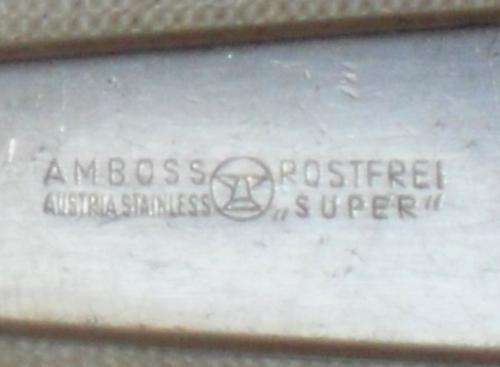 AMBOSS ROSTFREI
AUSTRIA STAINLESS „SUPER“